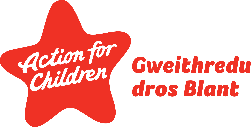 Action for
Children
Gweithredu
dros Blant